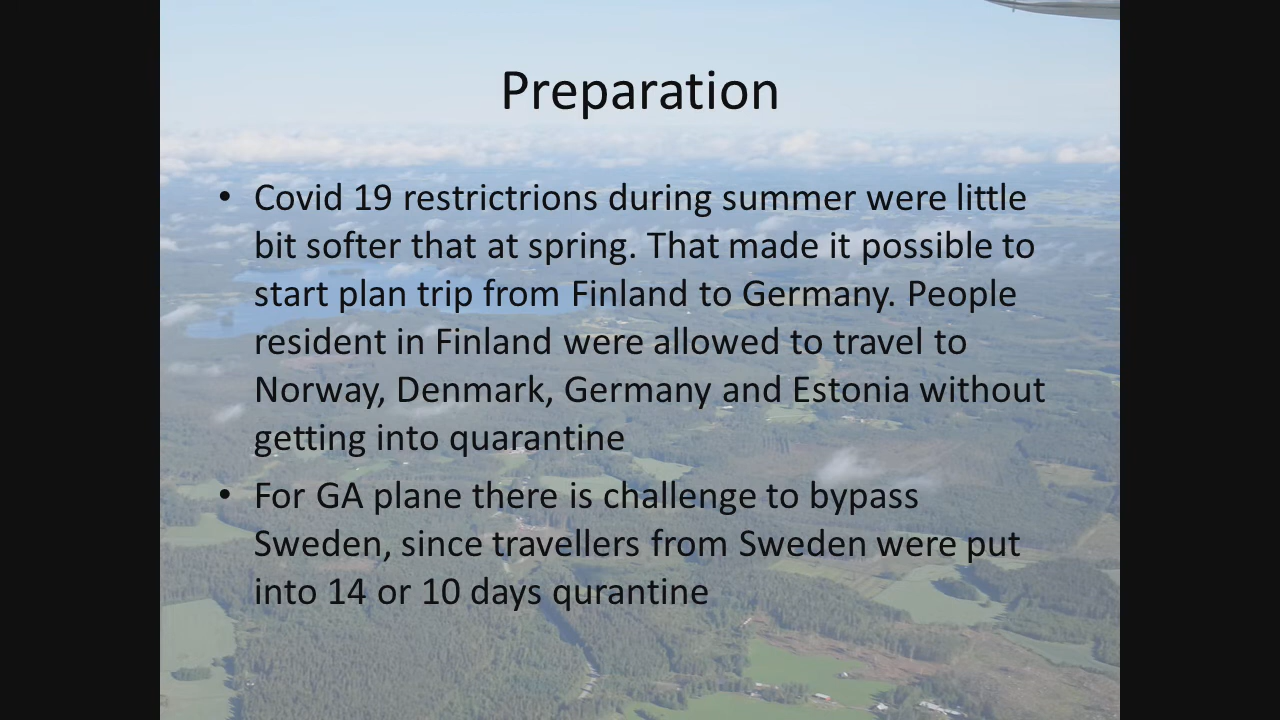 Preparation
• Covid 19 restrictrions during summer were little
bit softer that at spring. That made it possible to
start plan trip from Finland to Germany. People
resident in Finland were allowed to travel to
Norway, Denmark, Germany and Estonia without
getting into quarantine
• For GA plane there is challenge to bypass
Sweden, since travellers from Sweden were put
into 14 or 10 days qurantine